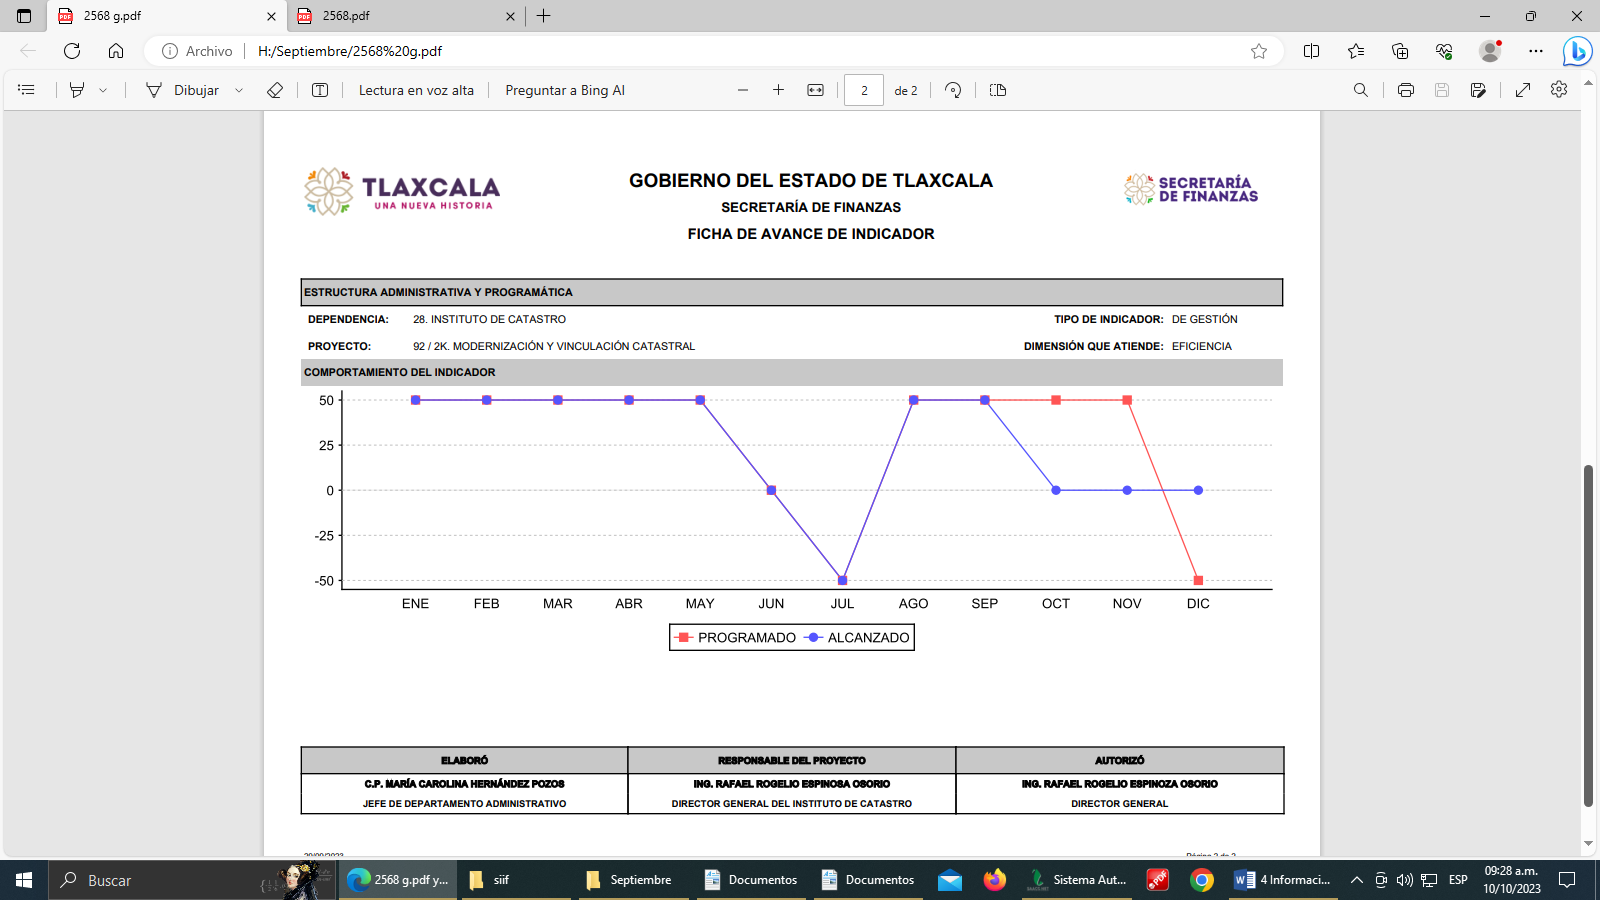 2568 g.pdf
2568.pdf
Archivo
H:/Septiembre/2568%20g.pdf
Dibujar
Lectura en voz alta
Preguntar a Bing AI
2
de 2
TLAXCALA
UNA NUEVA HISTORIA
GOBIERNO DEL ESTADO DE TLAXCALA
SECRETARÍA DE FINANZAS
FICHA DE AVANCE DE INDICADOR
SECRETARÍA
DE FINANZAS
ESTRUCTURA ADMINISTRATIVA Y PROGRAMÁTICA
DEPENDENCIA: 28. INSTITUTO DE CATASTRO TIPO DE INDICADOR: DE GESTIÓN
PROYECTO: 92 / 2K. MODERNIZACIÓN Y VINCULACIÓN CATASTRAL DIMENSIÓN QUE ATIENDE: EFICIENCIA
COMPORTAMIENTO DEL INDICADOR
50
25
0
-25
-50
ENE FEB MAR ABR MAY JUN JUL AGO SEP OCT NOV DIC
PROGRAMADO ALCANZADO
ELABORÓ RESPONSABLE DEL PROYECTO AUTORIZÓ
C.P. MARÍA CAROLINA HERNÁNDEZ POZOS ING. RAFAEL ROGELIO ESPINOSA OSORIO ING. RAFAEL ROGELIO ESPINOZA OSORIO
JEFE DE DEPARTAMENTO ADMINISTRATIVO DIRECTOR GENERAL DEL INSTITUTO DE CATASTRO DIRECTOR GENERAL
Buscar
2568 g.pdf y...
siif
Septiembre
Documentos
Documentos
Sistema Aut...
4 Informaci...
ESP
09:28 a.m.
10/10/2023